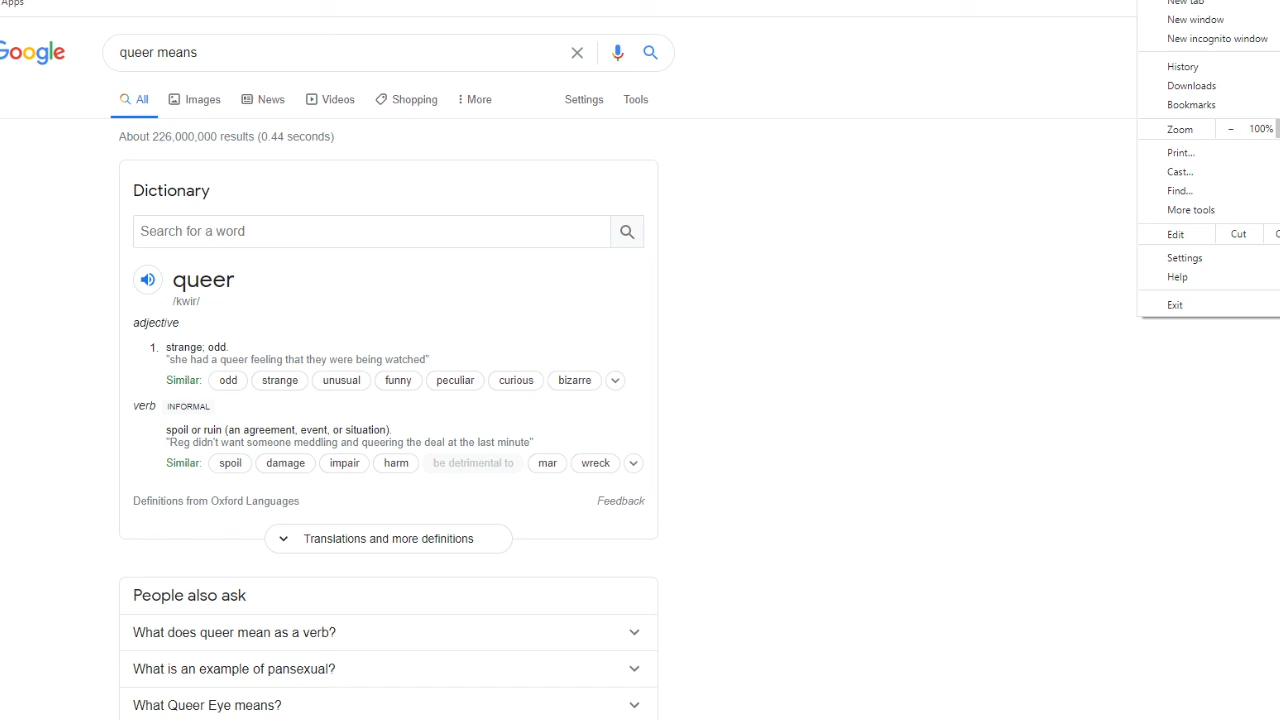 Apps
Google
queer means
All
Images
News
Videos
Shopping
More
Settings
Tools
About 226,000,000 results (0.44 seconds)
Dictionary
Search for a word
queer
/kwir/
adjective
1. strange; odd.
"she had a queer feeling that they were being watched"
Similar: odd strange unusual funny peculiar curious bizarre
verb INFORMAL
spoil or ruin (an agreement, event, or situation).
"Reg didn't want someone meddling and queering the deal at the last minute"
Similar: spoil damage impair harm be detrimental to mar wreck
Definitions from Oxford Languages Feedback
Translations and more definitions
People also ask
What does queer mean as a verb?
What is an example of pansexual?
What Queer Eye means?
New tab
New window
New incognito window
History
Downloads
Bookmarks
Zoom − 100%
Print...
Cast...
Find...
More tools
Edit Cut
Settings
Help
Exit